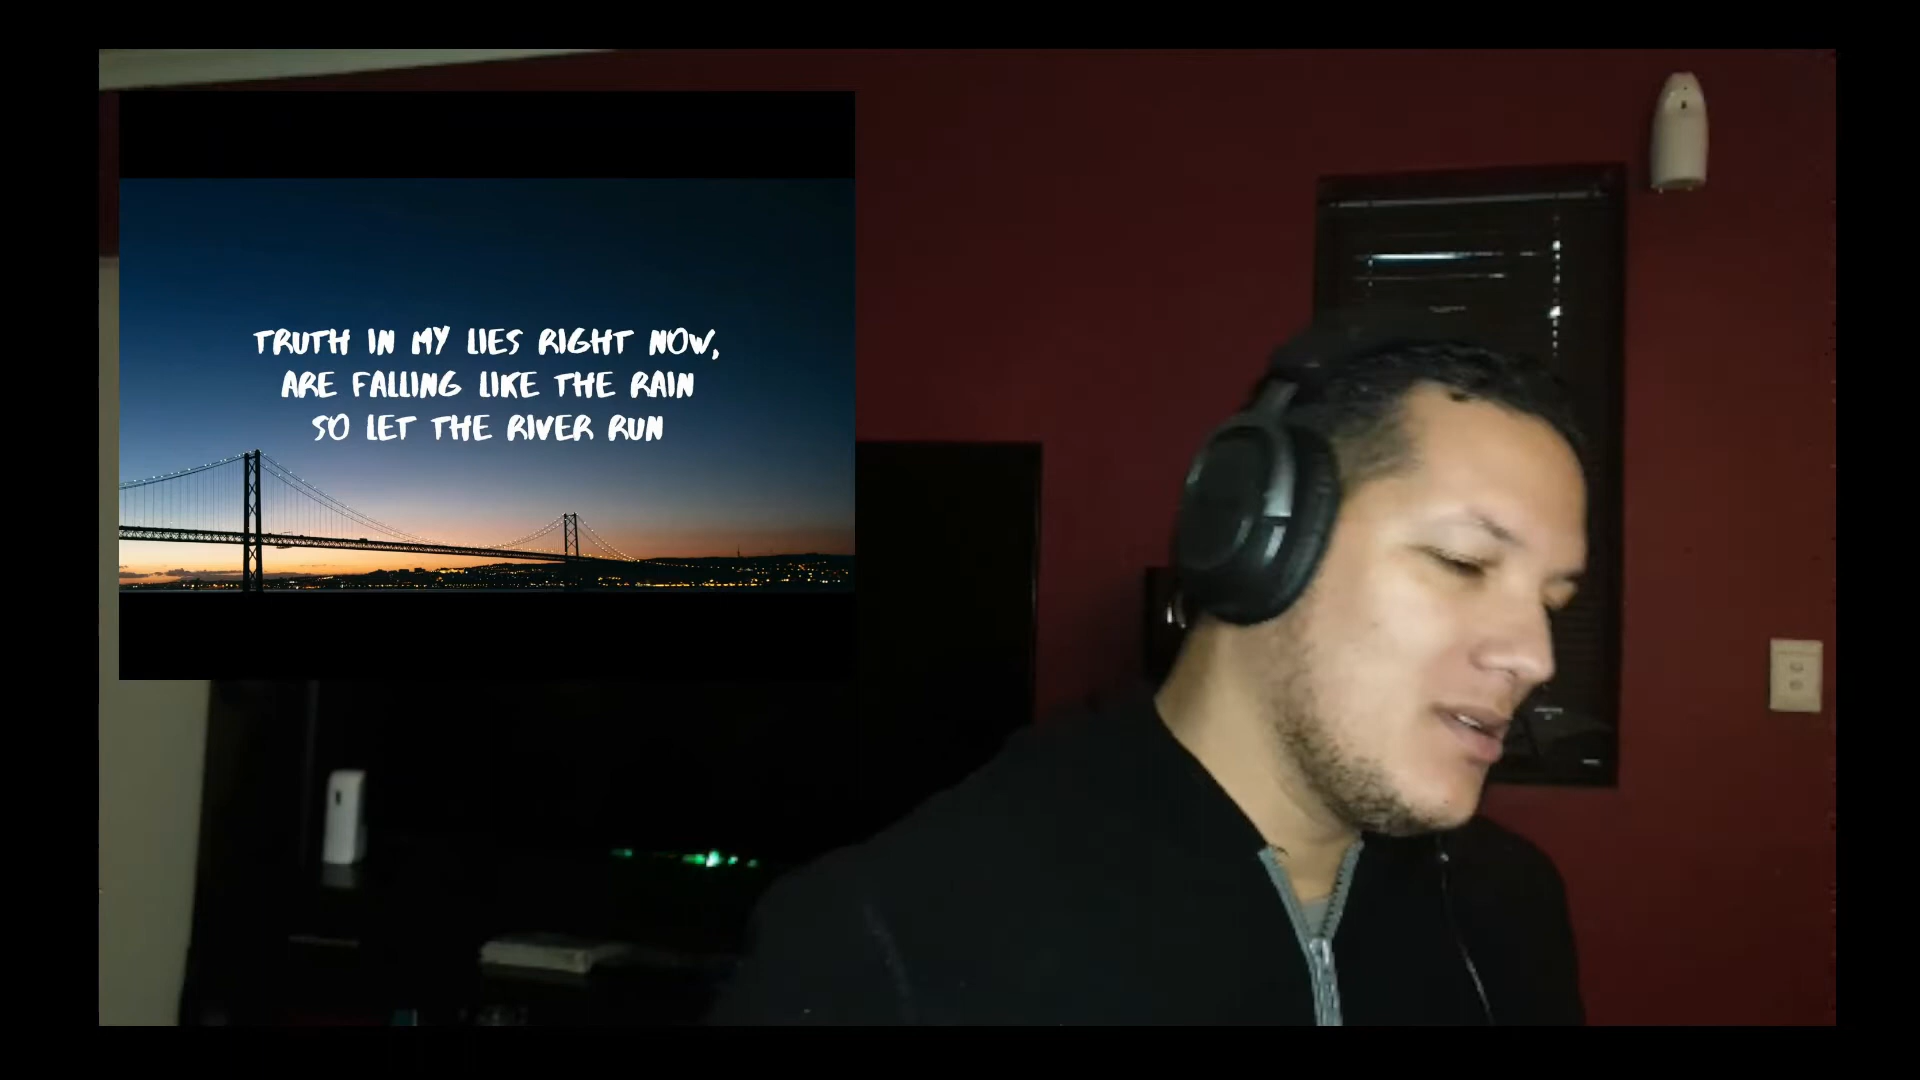 TRUTH IN MY LIES RIGHT NOW,
ARE FALLING LIKE THE RAIN
SO LET THE RIVER RUN